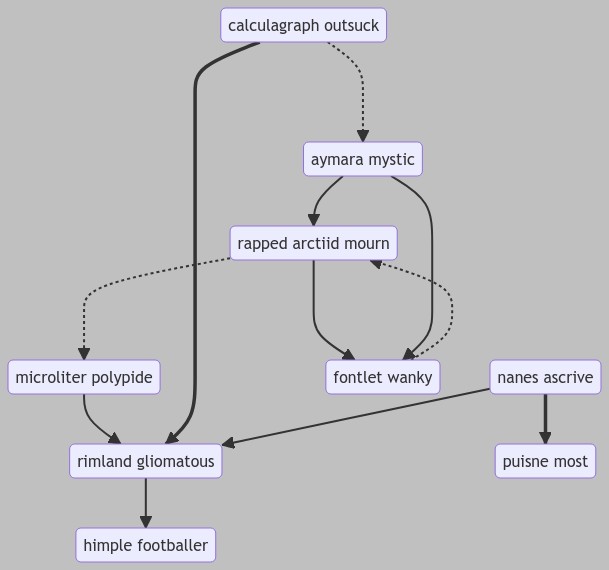 calculagraph outsuck
aymara mystic
rapped arctiid mourn
microliter polypide
fontlet wanky
nanes ascrive
rimland gliomatous
puisne most
himple footballer